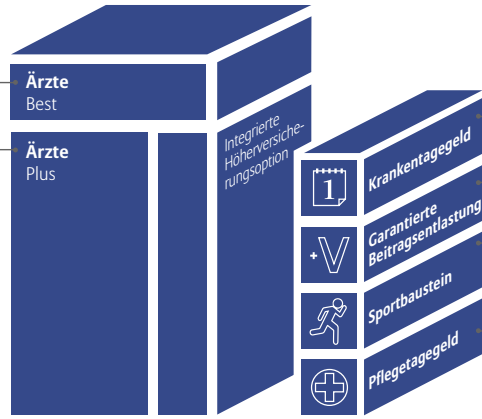 Ärzte
Best
Ärzte
Plus
Integrierte
Höherversiche-
rungsoption
1
Krankentagegeld
+V
Garantierte
Beitragsentlastung
Sportbaustein
Pflegetagegeld